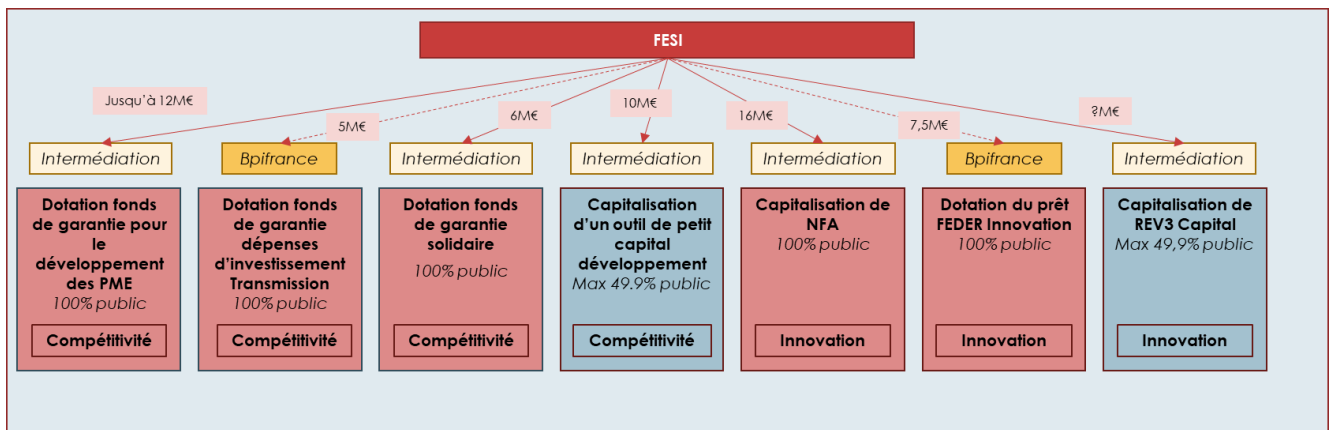 FESI
Jusqu'à 12M€
5M€
6M€
10M€
16M€
7,5M€
?M€
Intermédiation
Bpifrance
Intermédiation
Intermédiation
Intermédiation
Bpifrance
Intermédiation
Dotation fonds
de garantie pour
le
développement
des PME
100% public
Compétitivité
Dotation fonds
de garantie
dépenses
d'investissement
Transmission
100% public
Compétitivité
Dotation fonds
de garantie
solidaire
100% public
Compétitivité
Capitalisation
d'un outil de petit
capital
développement
Max 49.9% public
Compétitivité
Capitalisation de
NFA
100% public
Innovation
Dotation du prêt
FEDER Innovation
100% public
Innovation
Capitalisation de
REV3 Capital
Max 49,9% public
Innovation